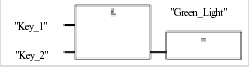 &
"Green_Light"
"Key_1"
=
"Key_2"